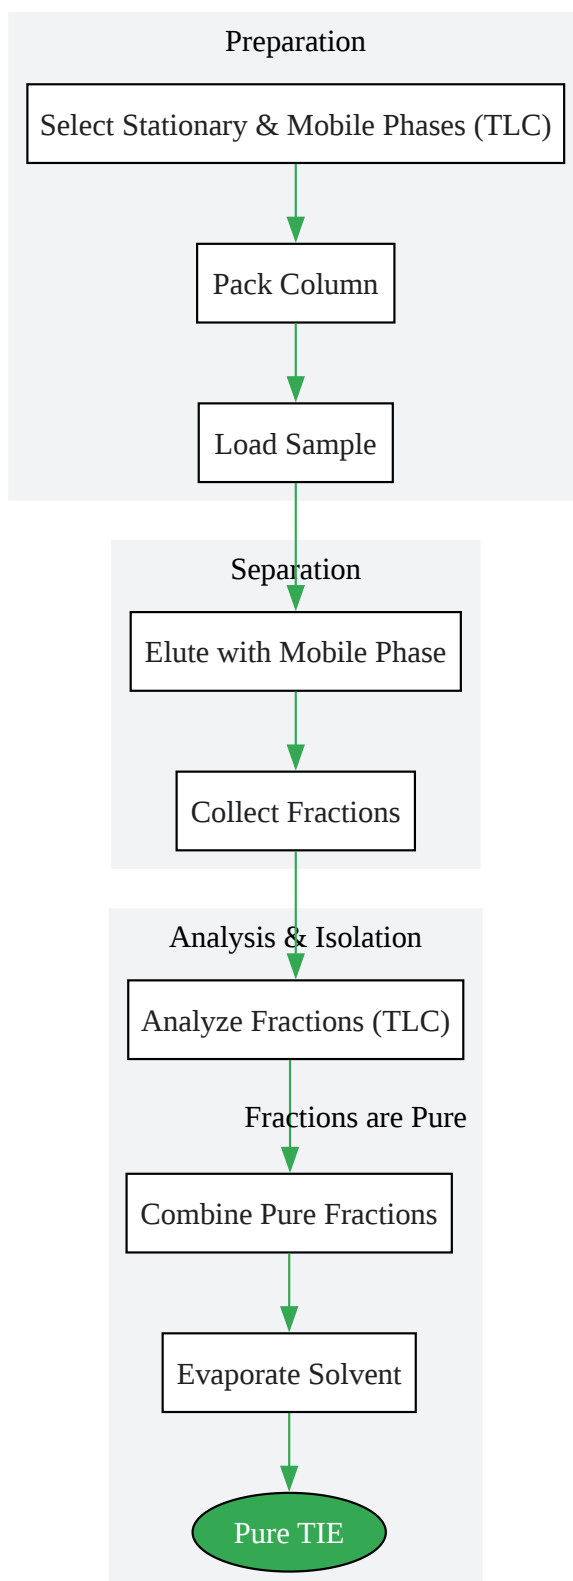 Preparation
Select Stationary & Mobile Phases (TLC)
Pack Column
Load Sample
Separation
Elute with Mobile Phase
Collect Fractions
Analysis & Isolation
Analyze Fractions (TLC)
Fractions are Pure
Combine Pure Fractions
Evaporate Solvent
Pure TIE